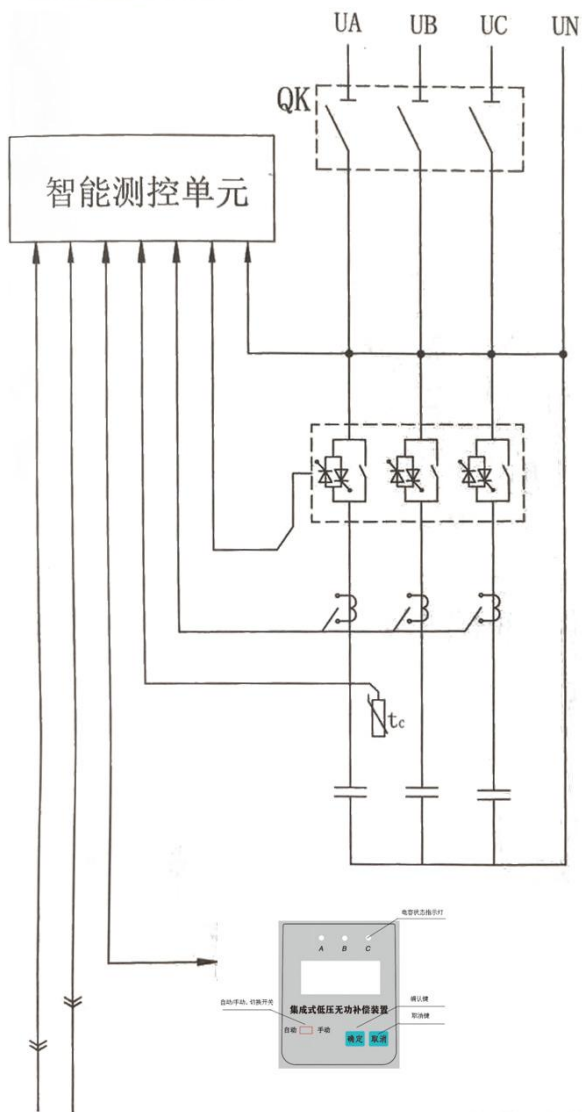 UA UB UC UN
QK
智能测控单元
tc
电容状态指示灯
A B C
自动/手动、切换开关
集成式低压无功补偿装置
确认键
自动 手动
确定 取消
取消键